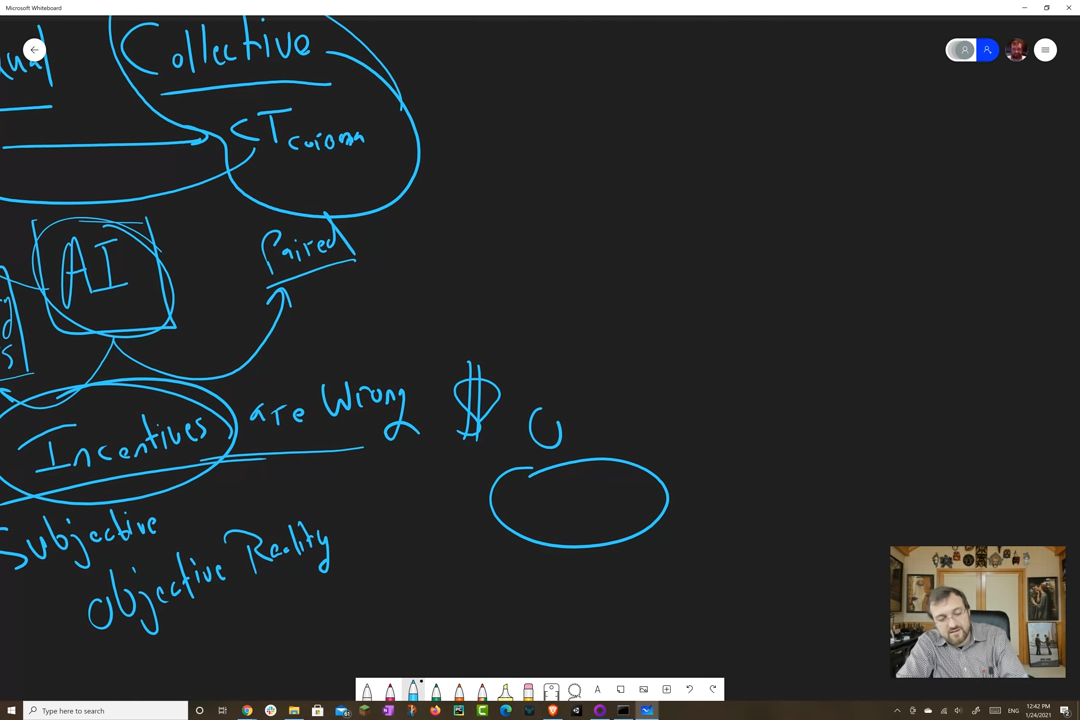 Microsoft Whiteboard
Collective
Paired
AI
Incentives are Wrong $
Subjective
Objective Reality
Type here to search
ENG
12:42 PM
1/24/2021